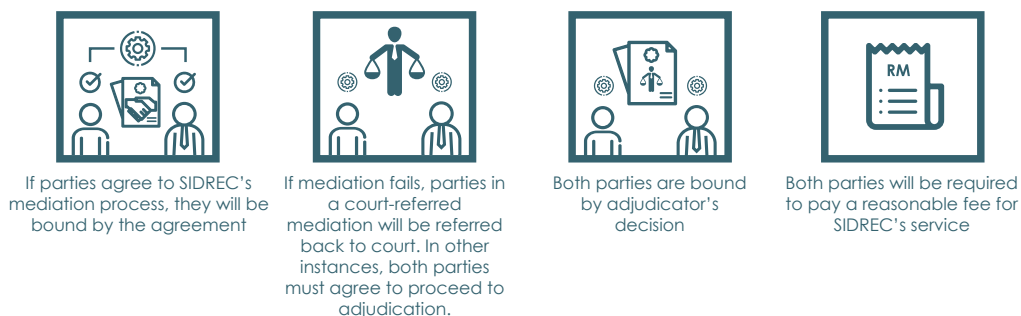 RM
If parties agree to SIDREC's
mediation process, they will be
bound by the agreement
If mediation fails, parties in
a court-referred
mediation will be referred
back to court. In other
instances, both parties
must agree to proceed to
adjudication.
Both parties are bound
by adjudicator's
decision
Both parties will be required
to pay a reasonable fee for
SIDREC's service